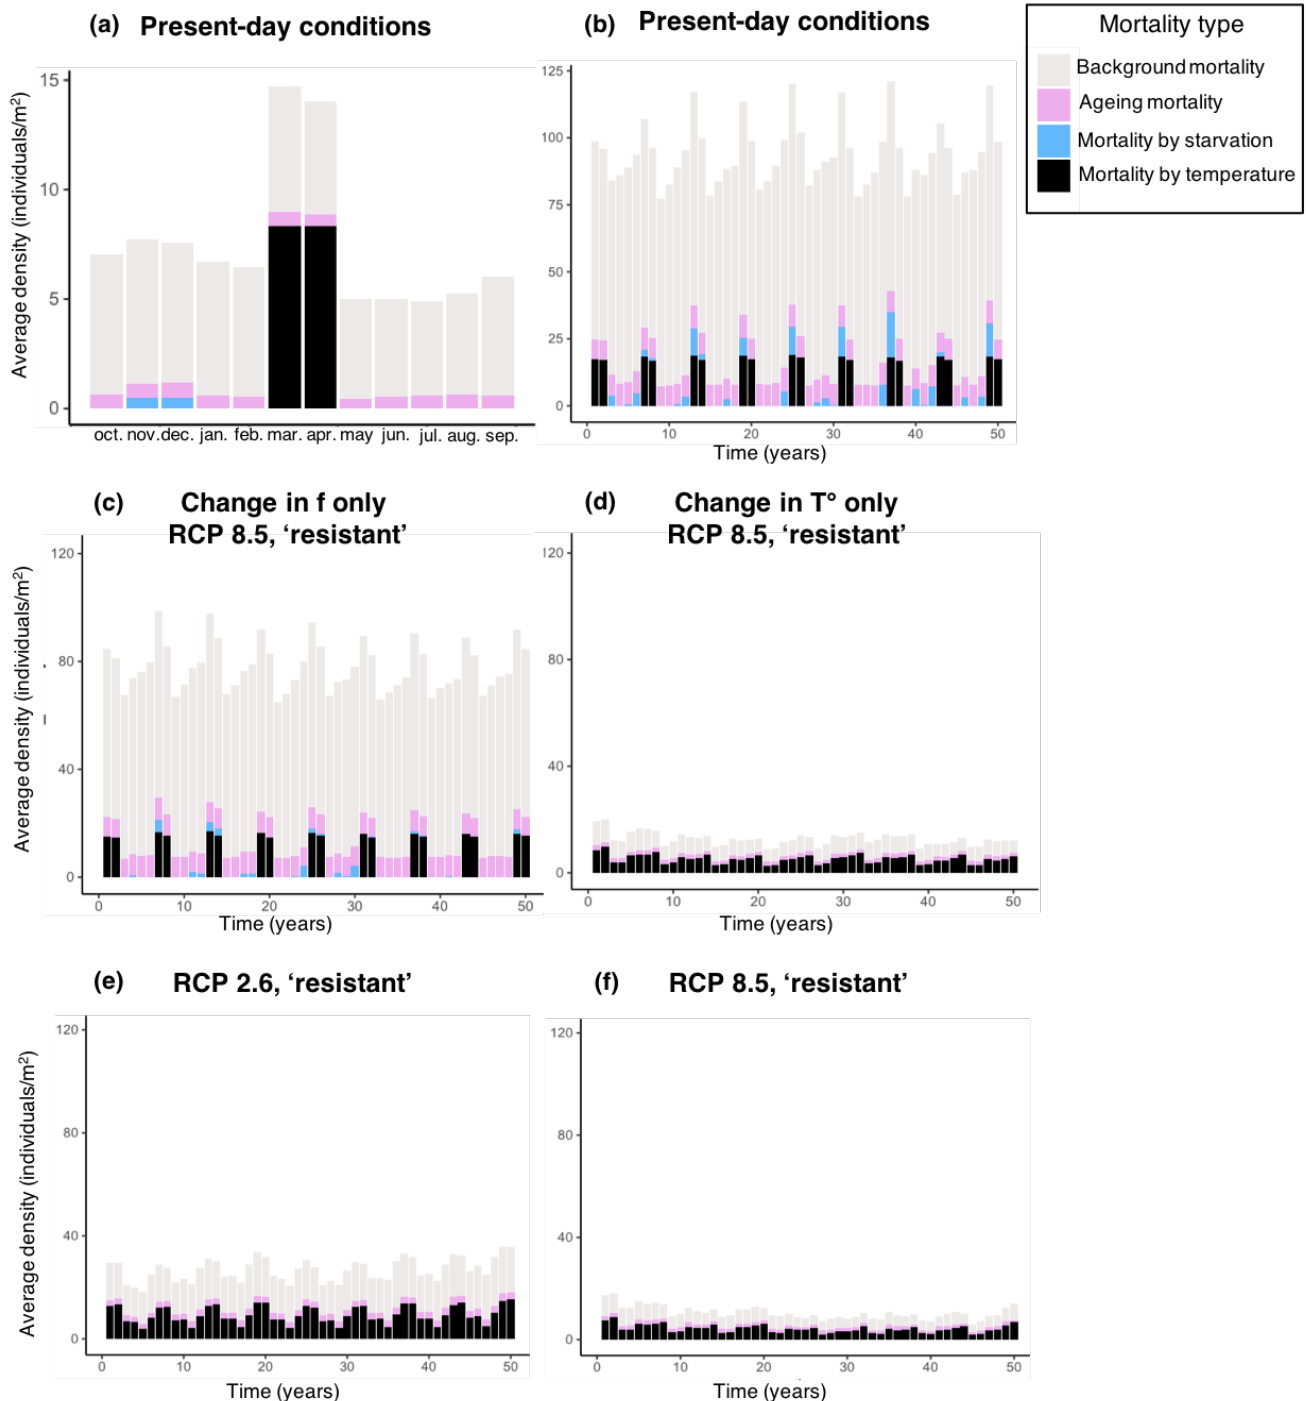 (a) Present-day conditions
(b) Present-day conditions
Mortality type
Background mortality
Ageing mortality
Mortality by starvation
Mortality by temperature
Average density (individuals/m²)
15
10
5
0
oct. nov. dec. jan. feb. mar. apr. may jun. jul. aug. sep.
125
100
75
50
25
0
0 10 20 30 40 50
Time (years)
(c) Change in f only
RCP 8.5, ‘resistant’
(d) Change in T° only
RCP 8.5, ‘resistant’
Average density (individuals/m²)
120
80
40
0
0 10 20 30 40 50
Time (years)
120
80
40
0
0 10 20 30 40 50
Time (years)
(e) RCP 2.6, ‘resistant’
(f) RCP 8.5, ‘resistant’
Average density (individuals/m²)
120
80
40
0
0 10 20 30 40 50
Time (years)
120
80
40
0
0 10 20 30 40 50
Time (years)